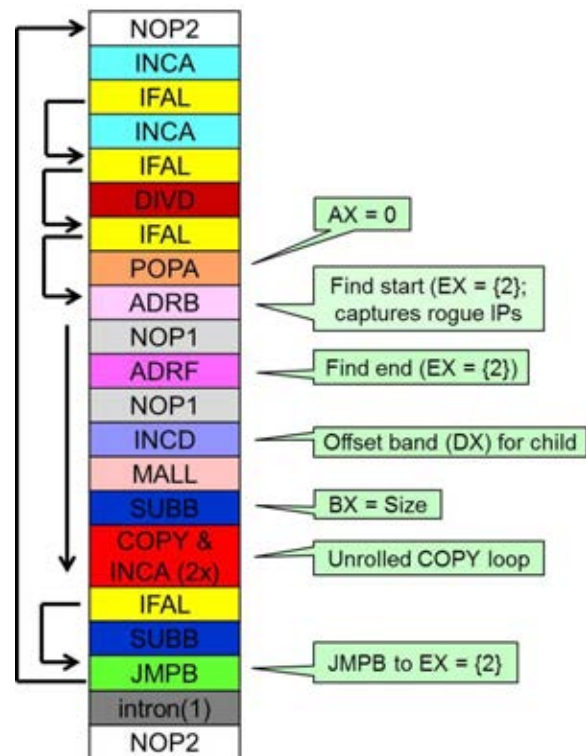 NOP2
INCA
IFAL
INCA
IFAL
DIVD
IFAL
POPA
ADRB
NOP1
ADRF
NOP1
INCD
MALL
SUBB
COPY &
INCA (2x)
IFAL
SUBB
JMPB
intron(1)
NOP2
AX = 0
Find start (EX = {2};
captures rogue IPs
Find end (EX = {2})
Offset band (DX) for child
BX = Size
Unrolled COPY loop
JMPB to EX = {2}